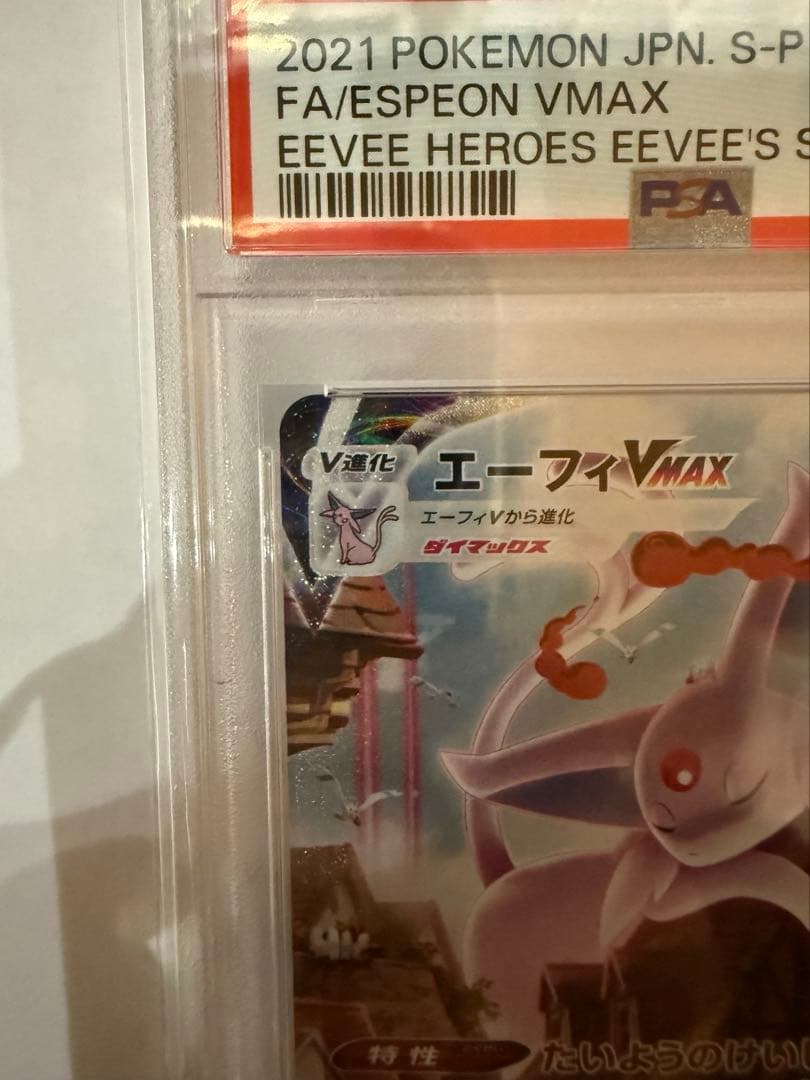 2021 POKEMON JPN. S-P
FA/ESPEON VMAX
EEVEE HEROES EEVEE'S S
PSA
V進化
エーフィVMAX
エーフィVから進化
ダイマックス
特性
たいようのけい